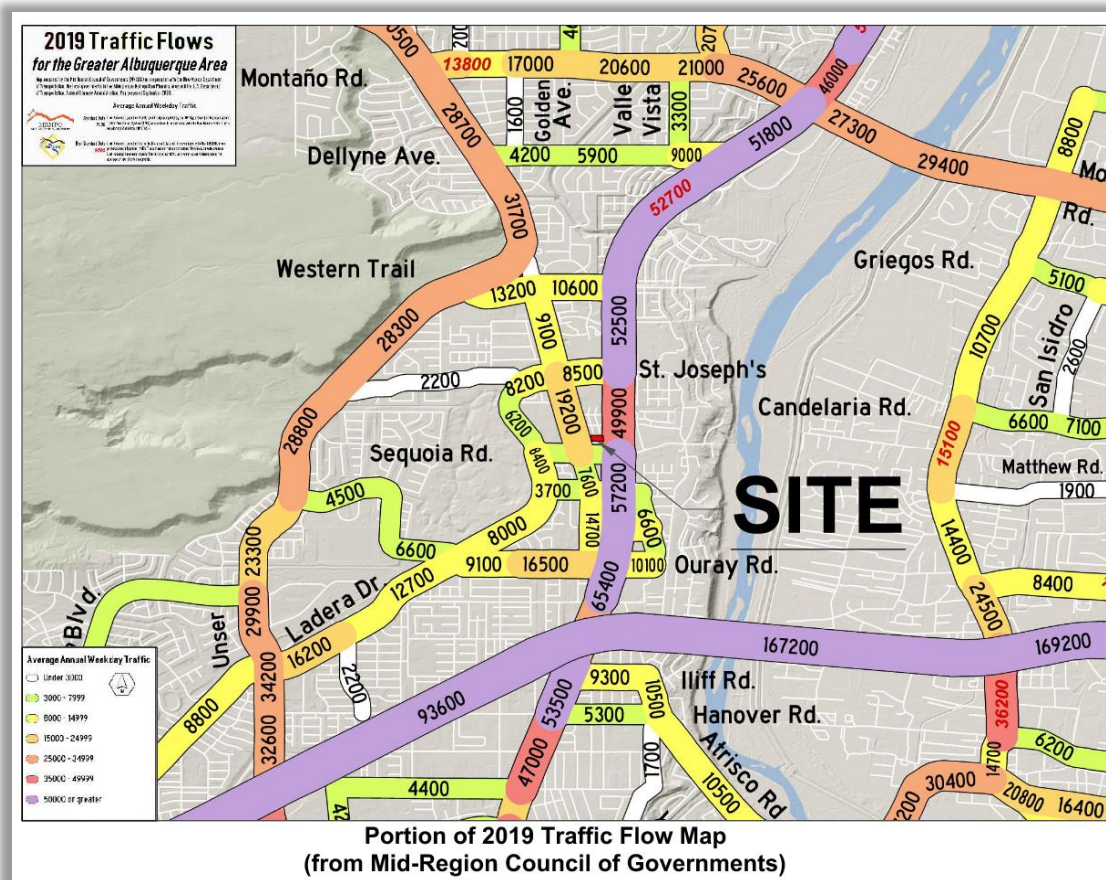 2019 Traffic Flows
for the Greater Albuquerque Area
Average Annual Weekday Traffic
Montaño Rd.
13800
17000
20600
21000
25600
46000
28700
1600
Golden
Ave.
Valle
Vista
3300
51800
27300
29400
8800
Dellyne Ave.
4200
5900
9000
52700
31700
Rd.
Western Trail
13200
10600
Griegos Rd.
5100
28300
9100
52500
10700
San Isidro
2600
2200
8200
8500
St. Joseph's
28800
6200
19200
49900
Candelaria Rd.
6600
7100
Sequoia Rd.
8400
7600
57200
15100
Matthew Rd.
1900
4500
3700
SITE
8000
14700
6600
14400
23300
6600
9100
16500
10100
Ouray Rd.
Blvd.
29900
Unser
Ladera Dr.
12700
65400
24500
8400
16200
34200
2200
167200
169200
8800
32600
93600
53500
9300
10500
Iliff Rd.
5300
Hanover Rd.
36200
47000
1700
Atrisco Rd
6200
4400
10500
30400
14700
20800
16400
Average Annual Weekday Traffic
Under 3000
3000 - 7999
8000 - 14999
15000 - 24999
25000 - 34999
35000 - 49999
50000 or greater
Portion of 2019 Traffic Flow Map
(from Mid-Region Council of Governments)